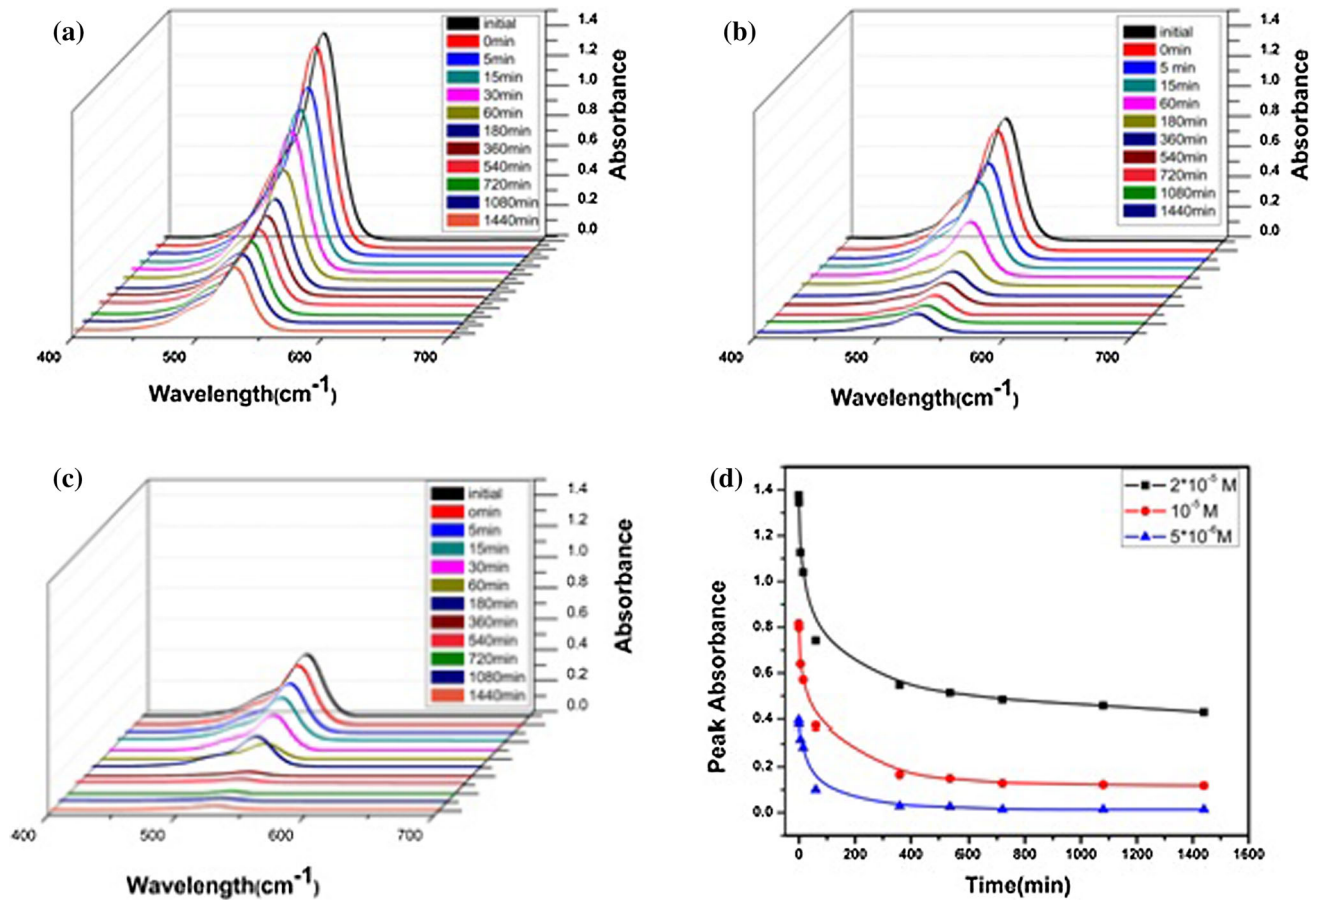 (a)
initial
0min
5min
15min
30min
60min
180min
360min
540min
720min
1080min
1440min
1.4
1.2
1.0
0.8
0.6
0.4
0.2
0.0
Absorbance
400
500
600
700
Wavelength(cm⁻¹)
(b)
initial
0min
5 min
15min
60min
180min
360min
540min
720min
1080min
1440min
1.4
1.2
1.0
0.8
0.6
0.4
0.2
0.0
Absorbance
400
500
600
700
Wavelength(cm⁻¹)
(c)
initial
omin
5min
15min
30min
60min
180min
360min
540min
720min
1080min
1440min
1.4
1.2
1.0
0.8
0.6
0.4
0.2
0.0
Absorbance
400
500
600
700
Wavelength(cm⁻¹)
(d)
2*10⁻⁵ M
10⁻⁵ M
5*10⁻⁶M
1.4
1.2
1.0
0.8
0.6
0.4
0.2
0.0
Peak Absorbance
0
200
400
600
800
1000
1200
1400
1600
Time(min)